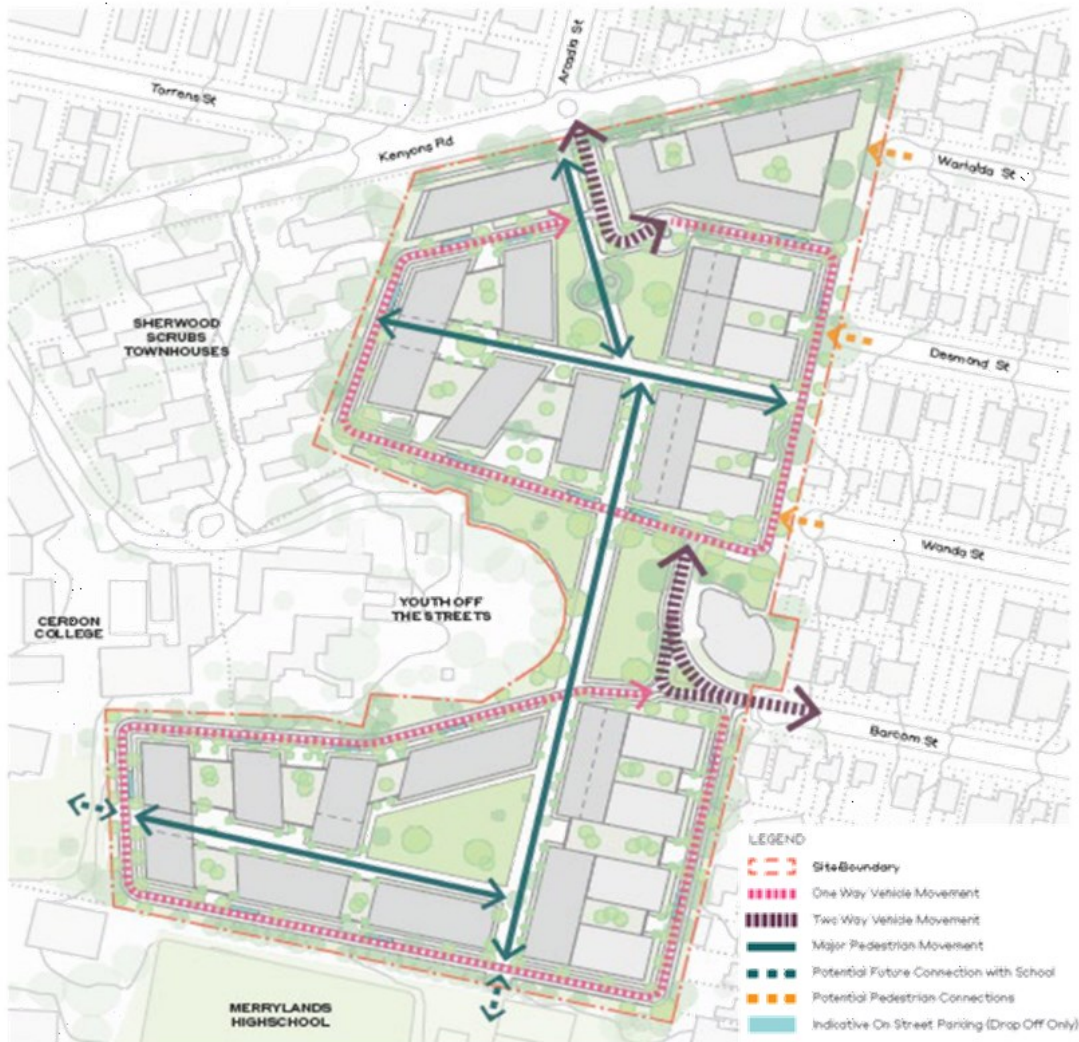 Arcadia St
Torrens St
Kenyons Rd
Warialda St
SHERWOOD
SCRUBS
TOWNHOUSES
Desmond St
Wanda St
YOUTH OFF
THE STREETS
CERDON
COLLEGE
Barcom St
LEGEND
Site Boundary
One Way Vehicle Movement
Two Way Vehicle Movement
Major Pedestrian Movement
Potential Future Connection with School
Potential Pedestrian Connections
Indicative On Street Parking (Drop Off Only)
MERRYLANDS
HIGHSCHOOL